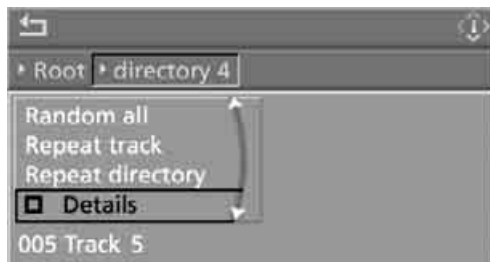 Root directory 4
Random all
Repeat track
Repeat directory
Details
005 Track 5